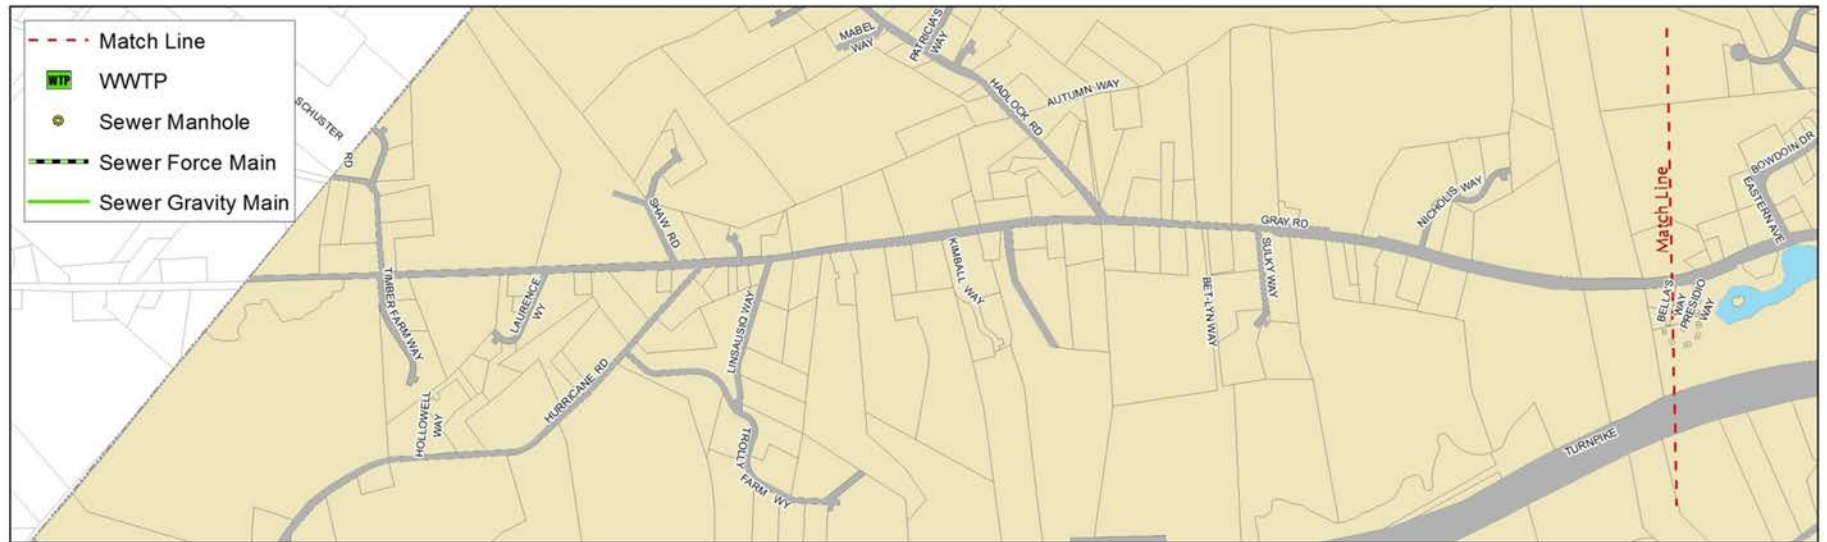 Match Line
WTP
WWTP
Sewer Manhole
Sewer Force Main
Sewer Gravity Main
SCHUSTER
RD
MABEL
WAY
PATRICIA'S
WAY
HADLOCK RD
AUTUMN WAY
SHAW RD
NICHOLIS WAY
BOWDOIN DR
EASTERN AVE
Match Line
GRAY RD
TIMBER FARM WAY
LAURENCE
WY
LINSAUSIQ WAY
KIMBALL WAY
BET-LYN WAY
SULKY WAY
BELLA'S
WAY
PRESIDIO
WAY
HURRICANE RD
HOLLOWELL
WAY
TROLLY
FARM WY
TURNPIKE